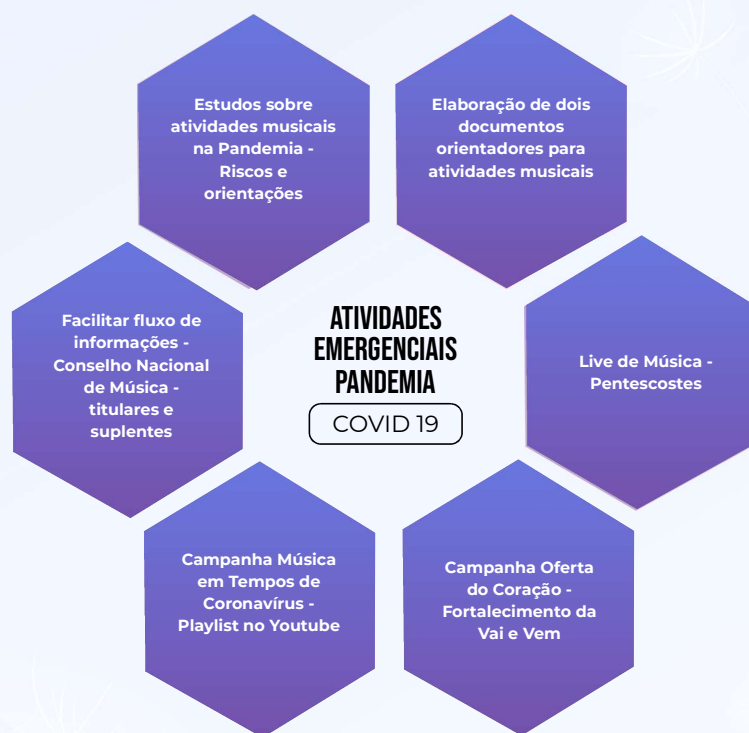 Estudos sobre
atividades musicais
na Pandemia -
Riscos e
orientações
Elaboração de dois
documentos
orientadores para
atividades musicais
Facilitar fluxo de
informações -
Conselho Nacional
de Música -
titulares e
suplentes
ATIVIDADES
EMERGENCIAIS
PANDEMIA
COVID 19
Live de Música -
Pentescostes
Campanha Música
em Tempos de
Coronavírus -
Playlist no Youtube
Campanha Oferta
do Coração -
Fortalecimento da
Vai e Vem